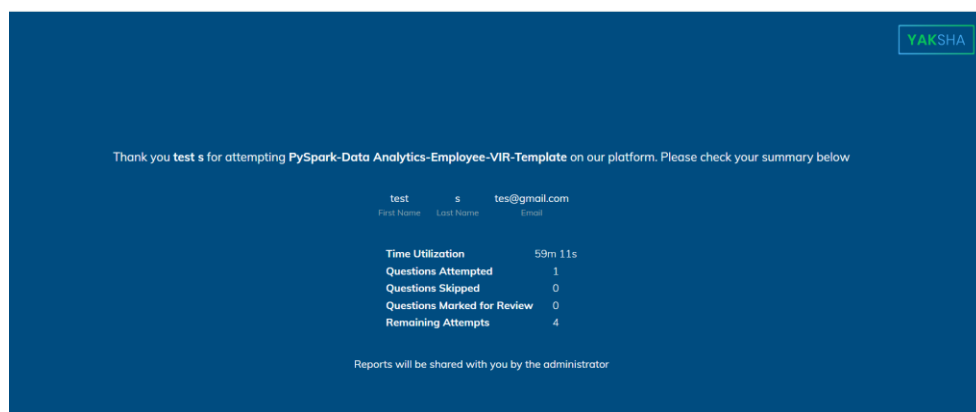 YAKSHA
Thank you test s for attempting PySpark-Data Analytics-Employee-VIR-Template on our platform. Please check your summary below
test s tes@gmail.com
First Name Last Name Email
Time Utilization 59m 11s
Questions Attempted 1
Questions Skipped 0
Questions Marked for Review 0
Remaining Attempts 4
Reports will be shared with you by the administrator